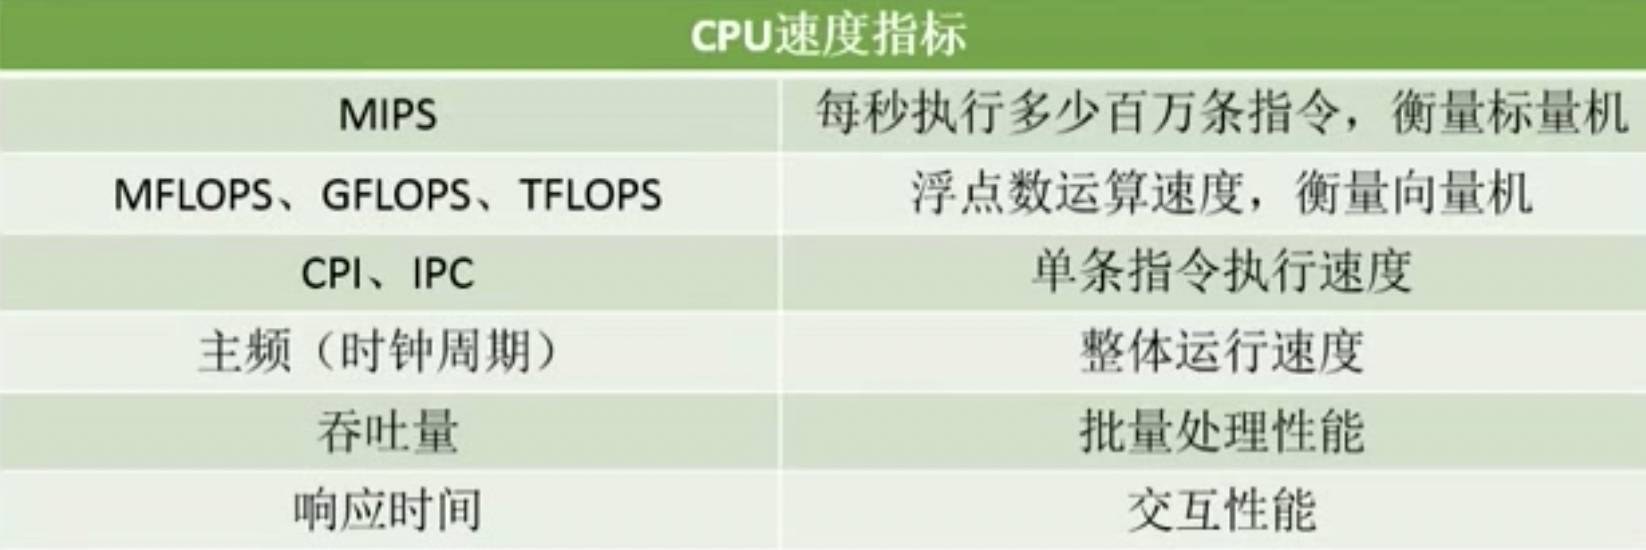 CPU速度指标
MIPS 每秒执行多少百万条指令，衡量标量机
MFLOPS、GFLOPS、TFLOPS 浮点数运算速度，衡量向量机
CPI、IPC 单条指令执行速度
主频（时钟周期） 整体运行速度
吞吐量 批量处理性能
响应时间 交互性能